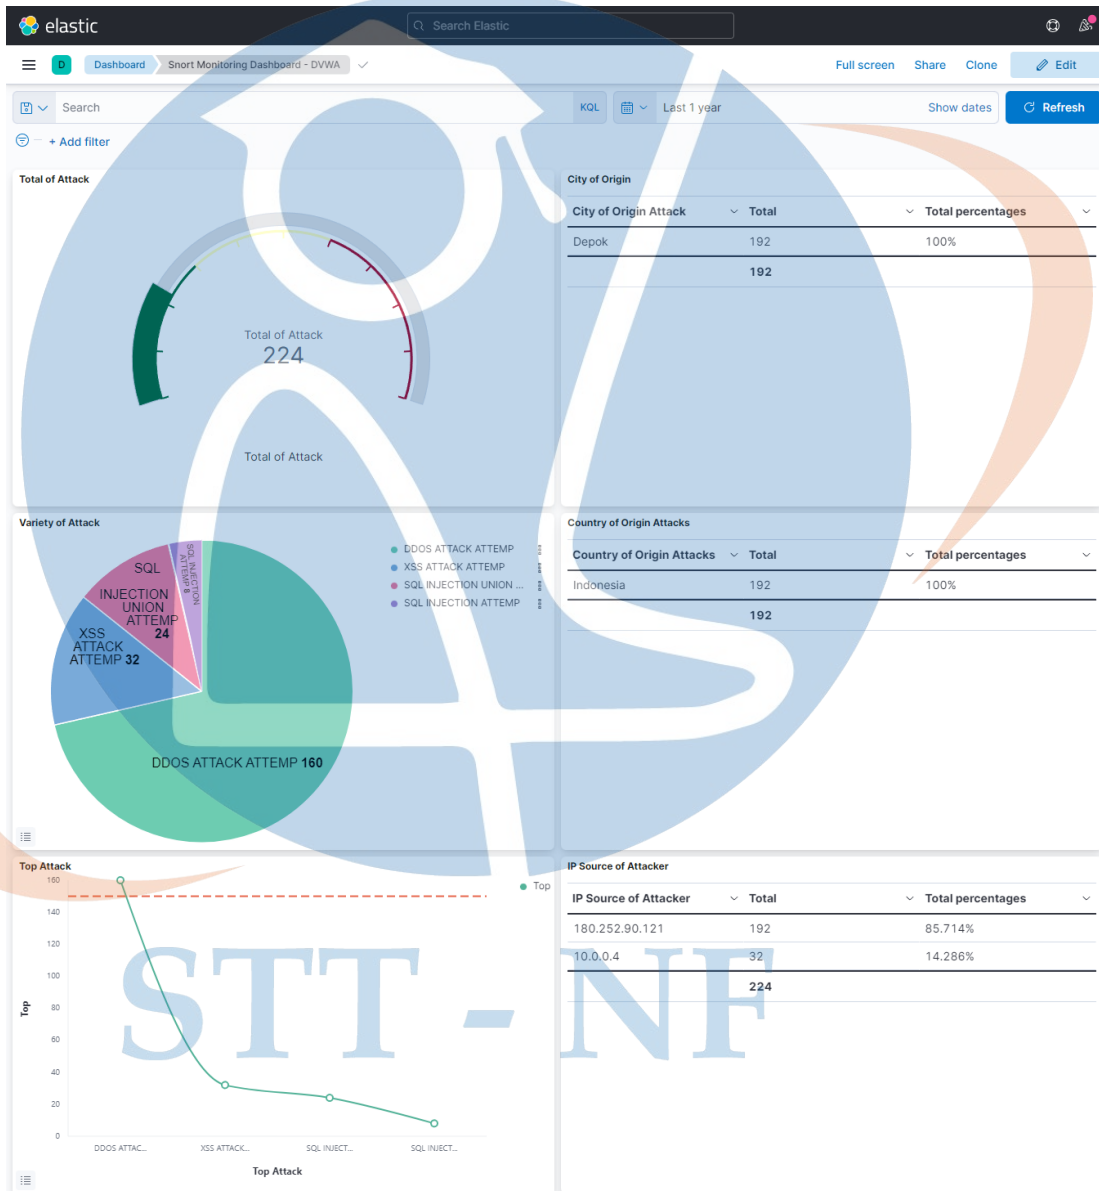 elastic
Search Elastic
D Dashboard Snort Monitoring Dashboard - DVWA Full screen Share Clone Edit
Search KQL Last 1 year Show dates Refresh
+ Add filter
Total of Attack
Total of Attack
224
Total of Attack
City of Origin
City of Origin Attack Total Total percentages
Depok 192 100%
192
Variety of Attack
DDOS ATTACK ATTEMP
XSS ATTACK ATTEMP
SQL INJECTION UNION ...
SQL INJECTION ATTEMP
SQL INJECTION
ATTEMP 8
SQL
INJECTION
UNION
ATTEMP
24
XSS
ATTACK
ATTEMP 32
DDOS ATTACK ATTEMP 160
Country of Origin Attacks
Country of Origin Attacks Total Total percentages
Indonesia 192 100%
192
Top Attack
Top
160
140
120
100
80
60
40
20
0
Top
DDOS ATTAC... XSS ATTACK... SQL INJECT... SQL INJECT...
Top Attack
IP Source of Attacker
IP Source of Attacker Total Total percentages
180.252.90.121 192 85.714%
10.0.0.4 32 14.286%
224
STT - NF